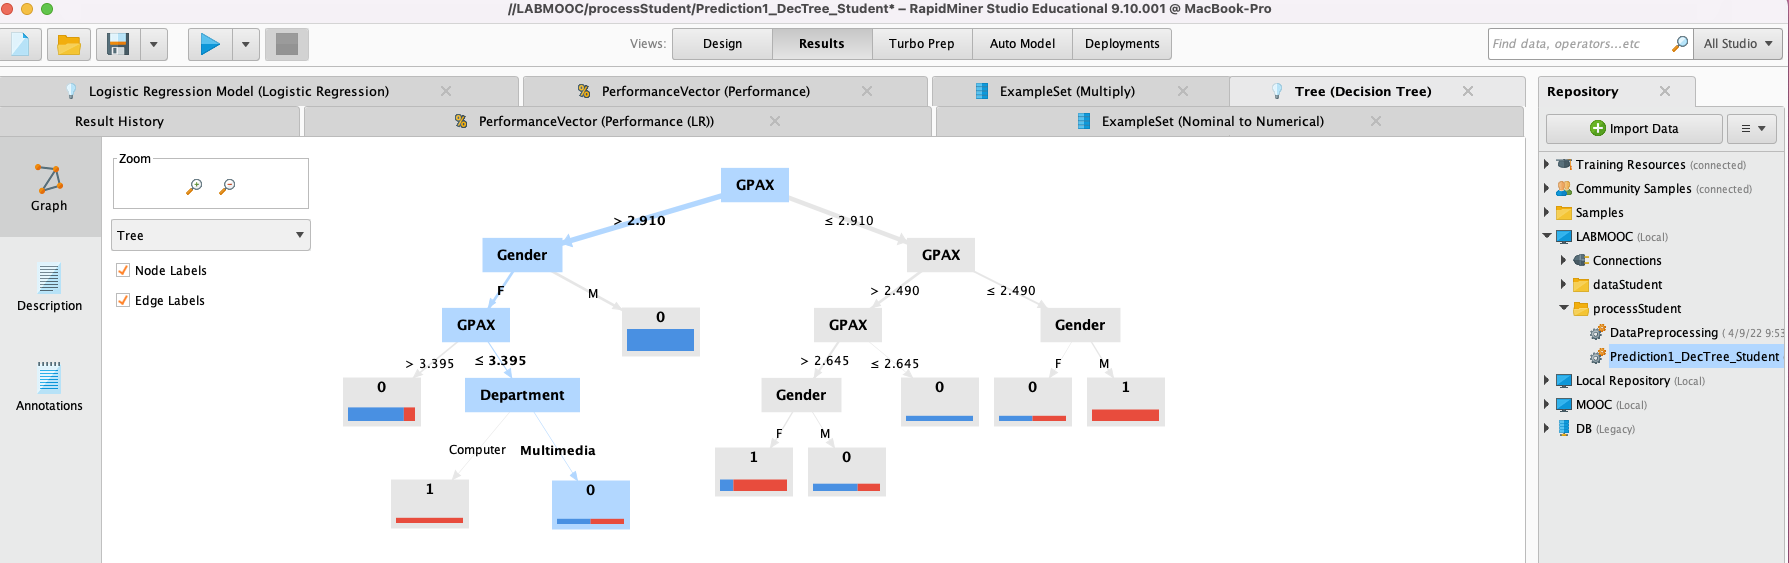 //LABMOOC/processStudent/Prediction1_DecTree_Student* – RapidMiner Studio Educational 9.10.001 @ MacBook-Pro
Views: Design Results Turbo Prep Auto Model Deployments
Find data, operators...etc All Studio
Logistic Regression Model (Logistic Regression) PerformanceVector (Performance) ExampleSet (Multiply) Tree (Decision Tree)
Result History PerformanceVector (Performance (LR)) ExampleSet (Nominal to Numerical)
Graph
Description
Annotations
Zoom
Tree
Node Labels
Edge Labels
GPAX
> 2.910 ≤ 2.910
Gender GPAX
F M > 2.490 ≤ 2.490
GPAX 0 GPAX Gender
> 3.395 ≤ 3.395 > 2.645 ≤ 2.645 F M
0 Department Gender 0 0 1
Computer Multimedia F M
1 0
1 0
Repository
Import Data
Training Resources (connected)
Community Samples (connected)
Samples
LABMOOC (Local)
Connections
dataStudent
processStudent
DataPreprocessing ( 4/9/22 9:53
Prediction1_DecTree_Student
Local Repository (Local)
MOOC (Local)
DB (Legacy)